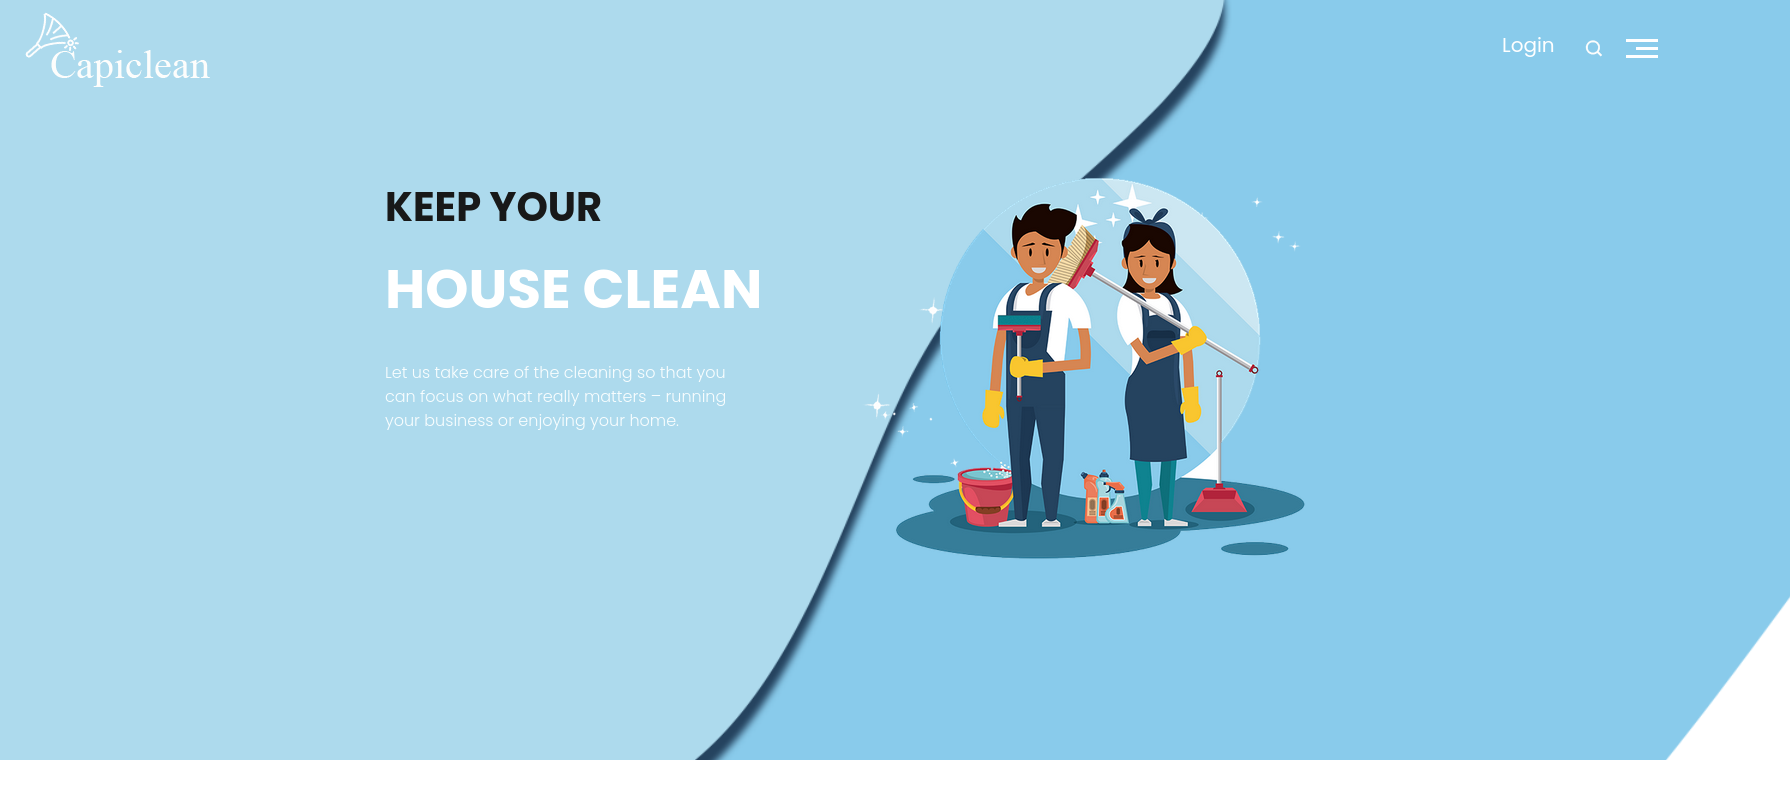 Capiclean
Login
KEEP YOUR
HOUSE CLEAN
Let us take care of the cleaning so that you
can focus on what really matters – running
your business or enjoying your home.